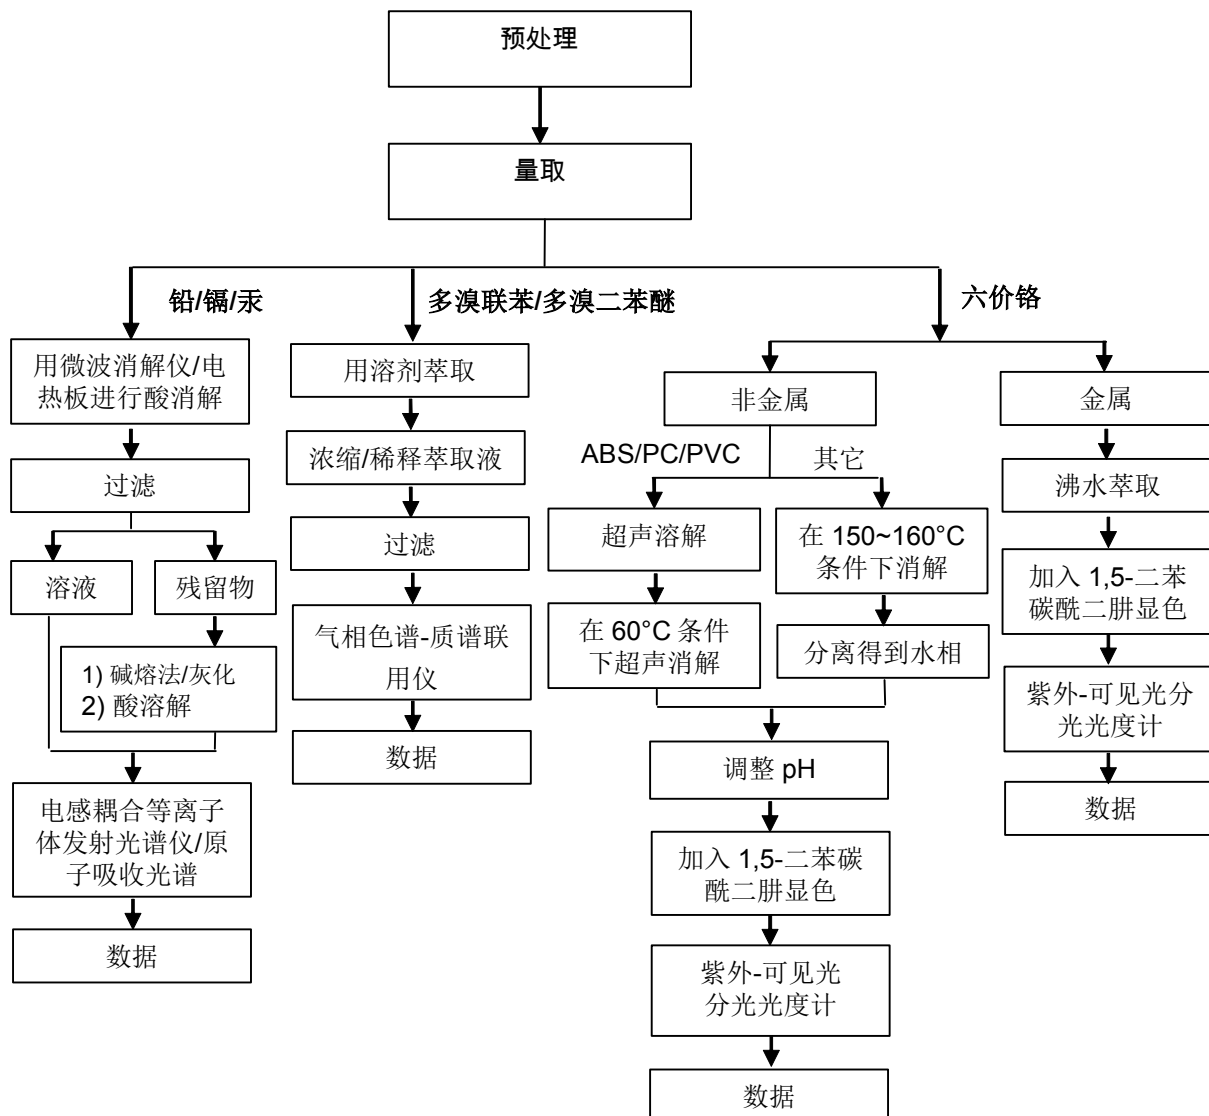 预处理
量取
铅/镉/汞
多溴联苯/多溴二苯醚
六价铬
用微波消解仪/电
热板进行酸消解
过滤
溶液
残留物
1) 碱熔法/灰化
2) 酸溶解
电感耦合等离子
体发射光谱仪/原
子吸收光谱
数据
用溶剂萃取
浓缩/稀释萃取液
过滤
气相色谱-质谱联
用仪
数据
非金属
ABS/PC/PVC
其它
超声溶解
在 60°C 条件
下超声消解
在 150~160°C
条件下消解
分离得到水相
调整 pH
加入 1,5-二苯碳
酰二肼显色
紫外-可见光
分光光度计
数据
金属
沸水萃取
加入 1,5-二苯
碳酰二肼显色
紫外-可见光分
光光度计
数据